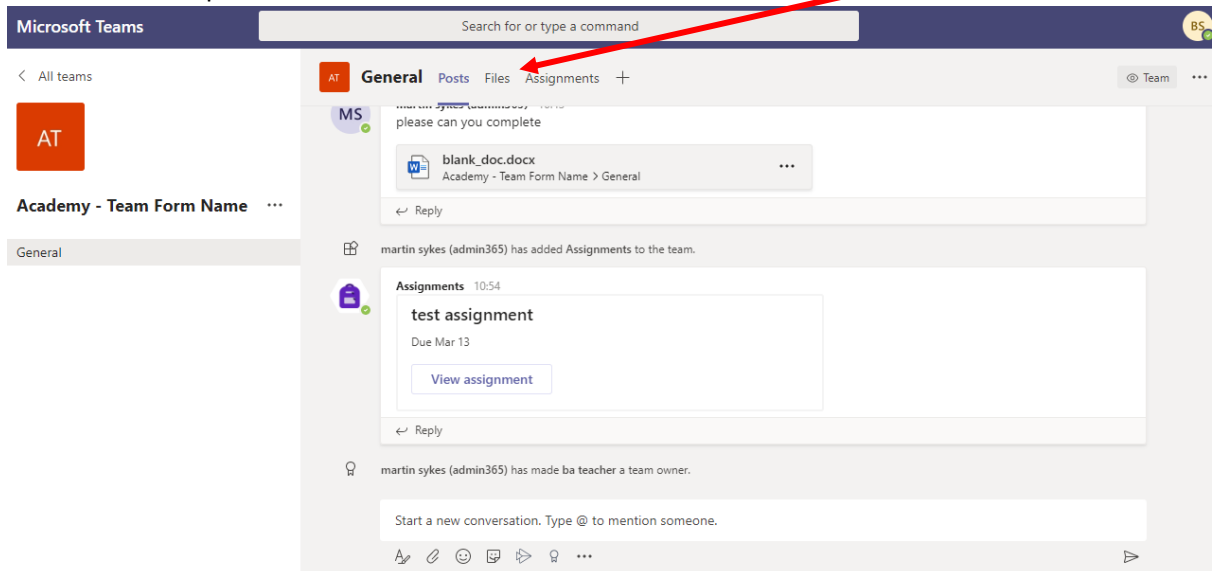 Microsoft Teams Search for or type a command BS
All teams
AT General Posts Files Assignments Team
AT
Academy - Team Form Name
General
MS martin sykes (admin365)
please can you complete
blank_doc.docx
Academy - Team Form Name > General
Reply
martin sykes (admin365) has added Assignments to the team.
Assignments 10:54
test assignment
Due Mar 13
View assignment
Reply
martin sykes (admin365) has made ba teacher a team owner.
Start a new conversation. Type @ to mention someone.